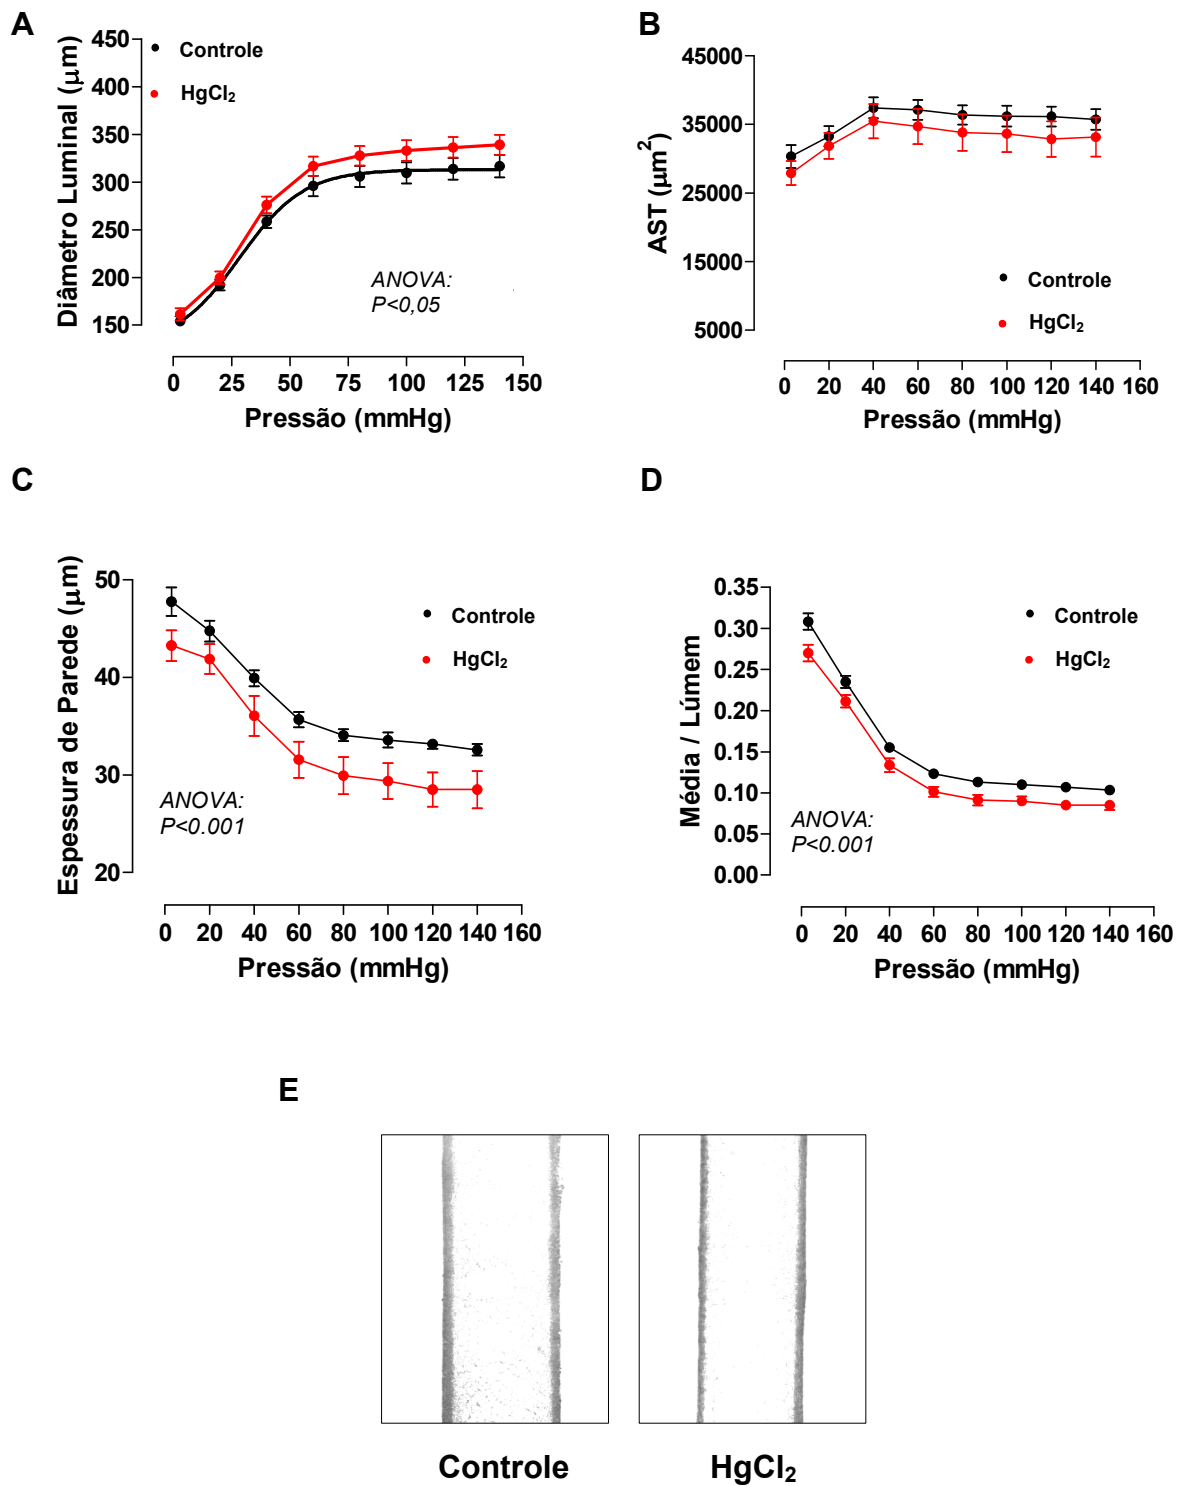 A
Diâmetro Luminal (μm)
450
400
350
300
250
200
150
Controle
HgCl₂
ANOVA:
P<0,05
0 25 50 75 100 125 150
Pressão (mmHg)
B
AST (μm²)
45000
35000
25000
15000
5000
Controle
HgCl₂
0 20 40 60 80 100 120 140 160
Pressão (mmHg)
C
Espessura de Parede (μm)
50
40
30
20
Controle
HgCl₂
ANOVA:
P<0.001
0 20 40 60 80 100 120 140 160
Pressão (mmHg)
D
Média / Lúmem
0.35
0.30
0.25
0.20
0.15
0.10
0.05
0.00
Controle
HgCl₂
ANOVA:
P<0.001
0 20 40 60 80 100 120 140 160
Pressão (mmHg)
E
Controle
HgCl₂